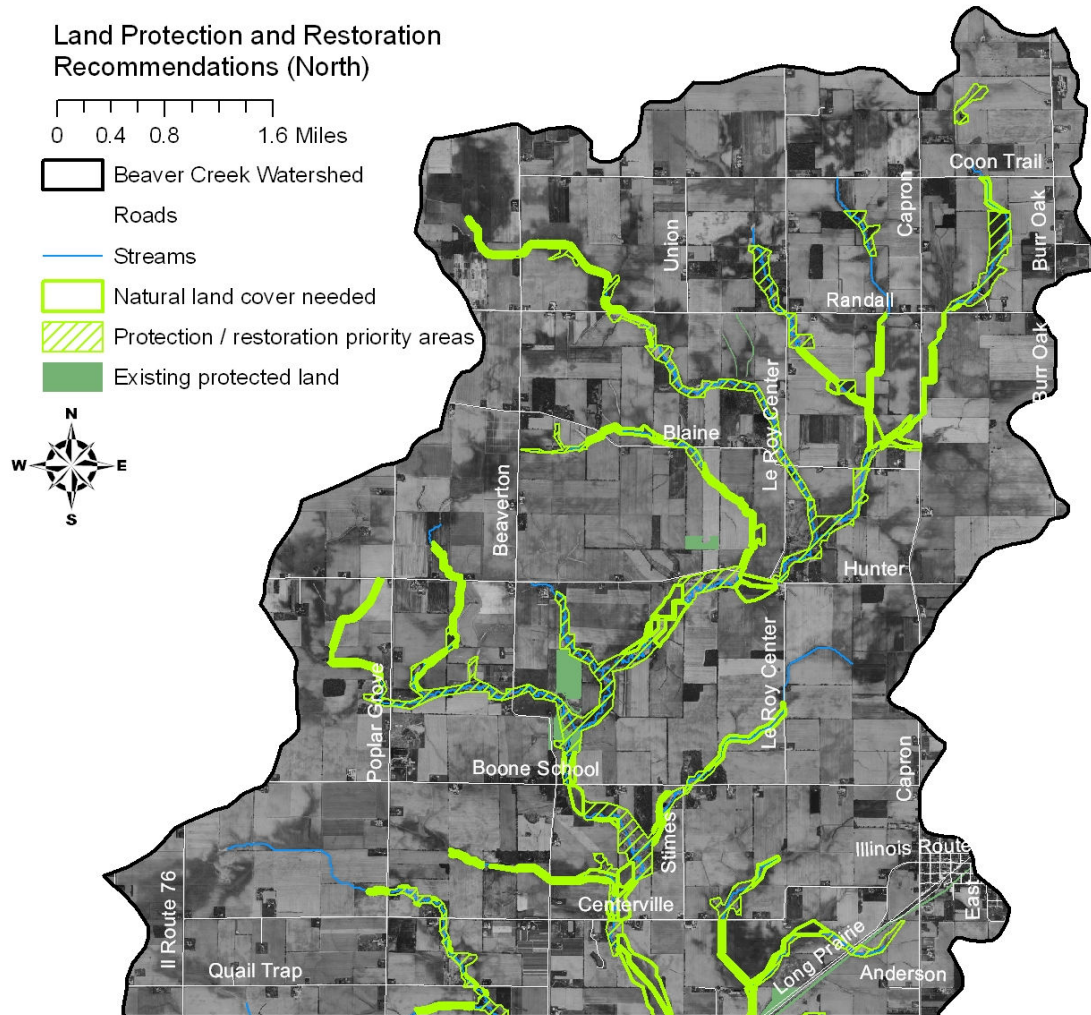 Land Protection and Restoration
Recommendations (North)
0 0.4 0.8 1.6 Miles
Beaver Creek Watershed
Roads
Streams
Natural land cover needed
Protection / restoration priority areas
Existing protected land
N
W E
S
Coon Trail
Union
Capron
Burr Oak
Randall
Burr Oak
Blaine
Le Roy Center
Beaverton
Hunter
Poplar Grove
Le Roy Center
Boone School
Capron
Stimes
Illinois Route
Il Route 76
Centerville
East
Long Prairie
Quail Trap
Anderson